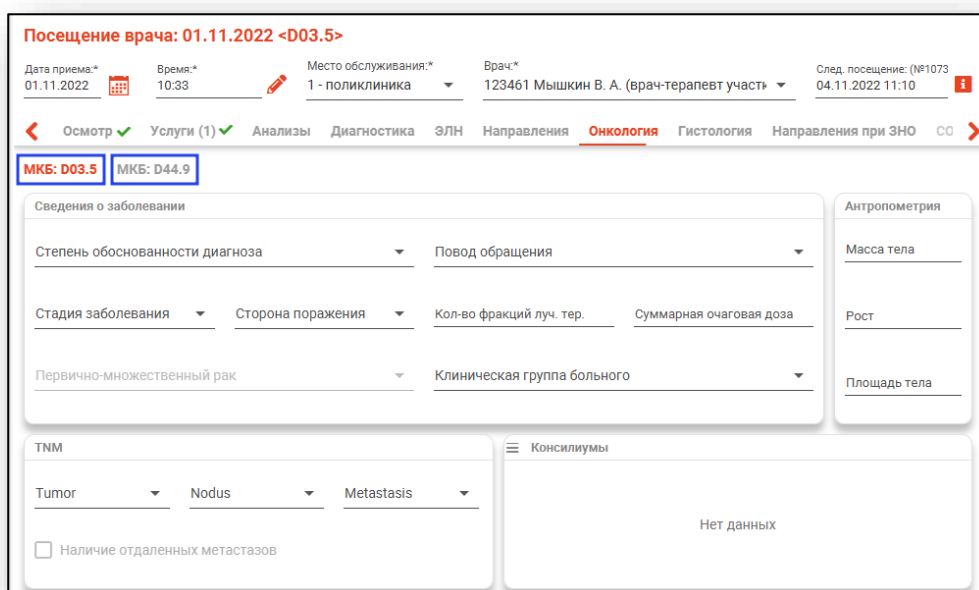 Посещение врача: 01.11.2022 <D03.5>
Дата приема:* Время:* Место обслуживания:* Врач:* След. посещение: (№1073
01.11.2022 10:33 1 - поликлиника 123461 Мышкин В. А. (врач-терапевт участк 04.11.2022 11:10
Осмотр Услуги (1) Анализы Диагностика ЭЛН Направления Онкология Гистология Направления при ЗНО СО
МКБ: D03.5 МКБ: D44.9
Сведения о заболевании Антропометрия
Степень обоснованности диагноза Повод обращения Масса тела
Стадия заболевания Сторона поражения Кол-во фракций луч. тер. Суммарная очаговая доза Рост
Первично-множественный рак Клиническая группа больного Площадь тела
TNM Консилиумы
Tumor Nodus Metastasis
Нет данных
Наличие отдаленных метастазов